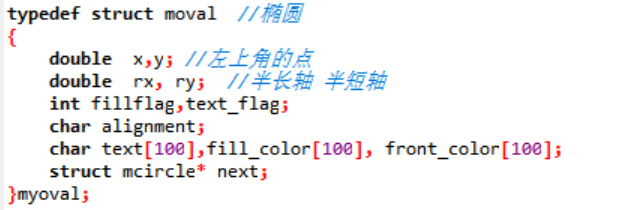 typedef struct moval  //椭圆
{
    double  x,y; //左上角的点
    double  rx, ry;  //半长轴 半短轴
    int fillflag,text_flag;
    char alignment;
    char text[100],fill_color[100], front_color[100];
    struct mcircle* next;
}myoval;